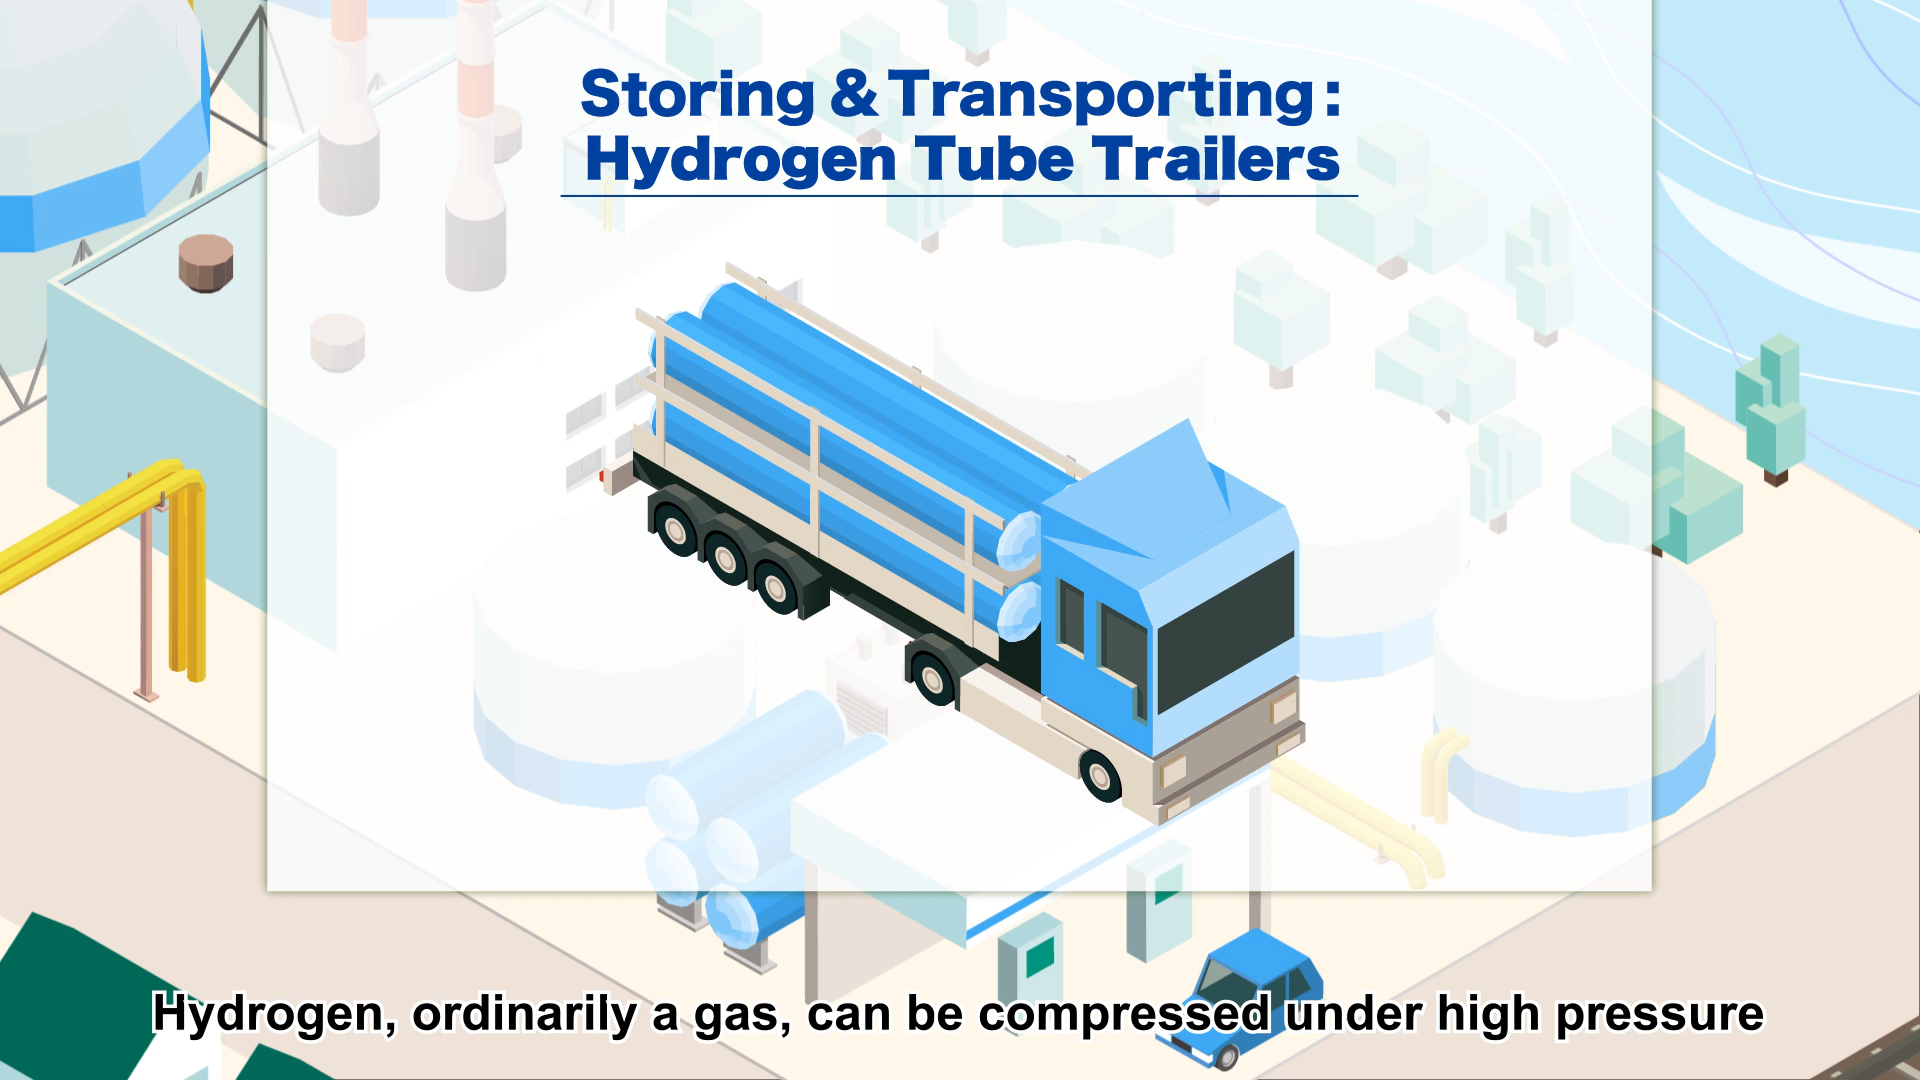 Storing & Transporting:
Hydrogen Tube Trailers
Hydrogen, ordinarily a gas, can be compressed under high pressure